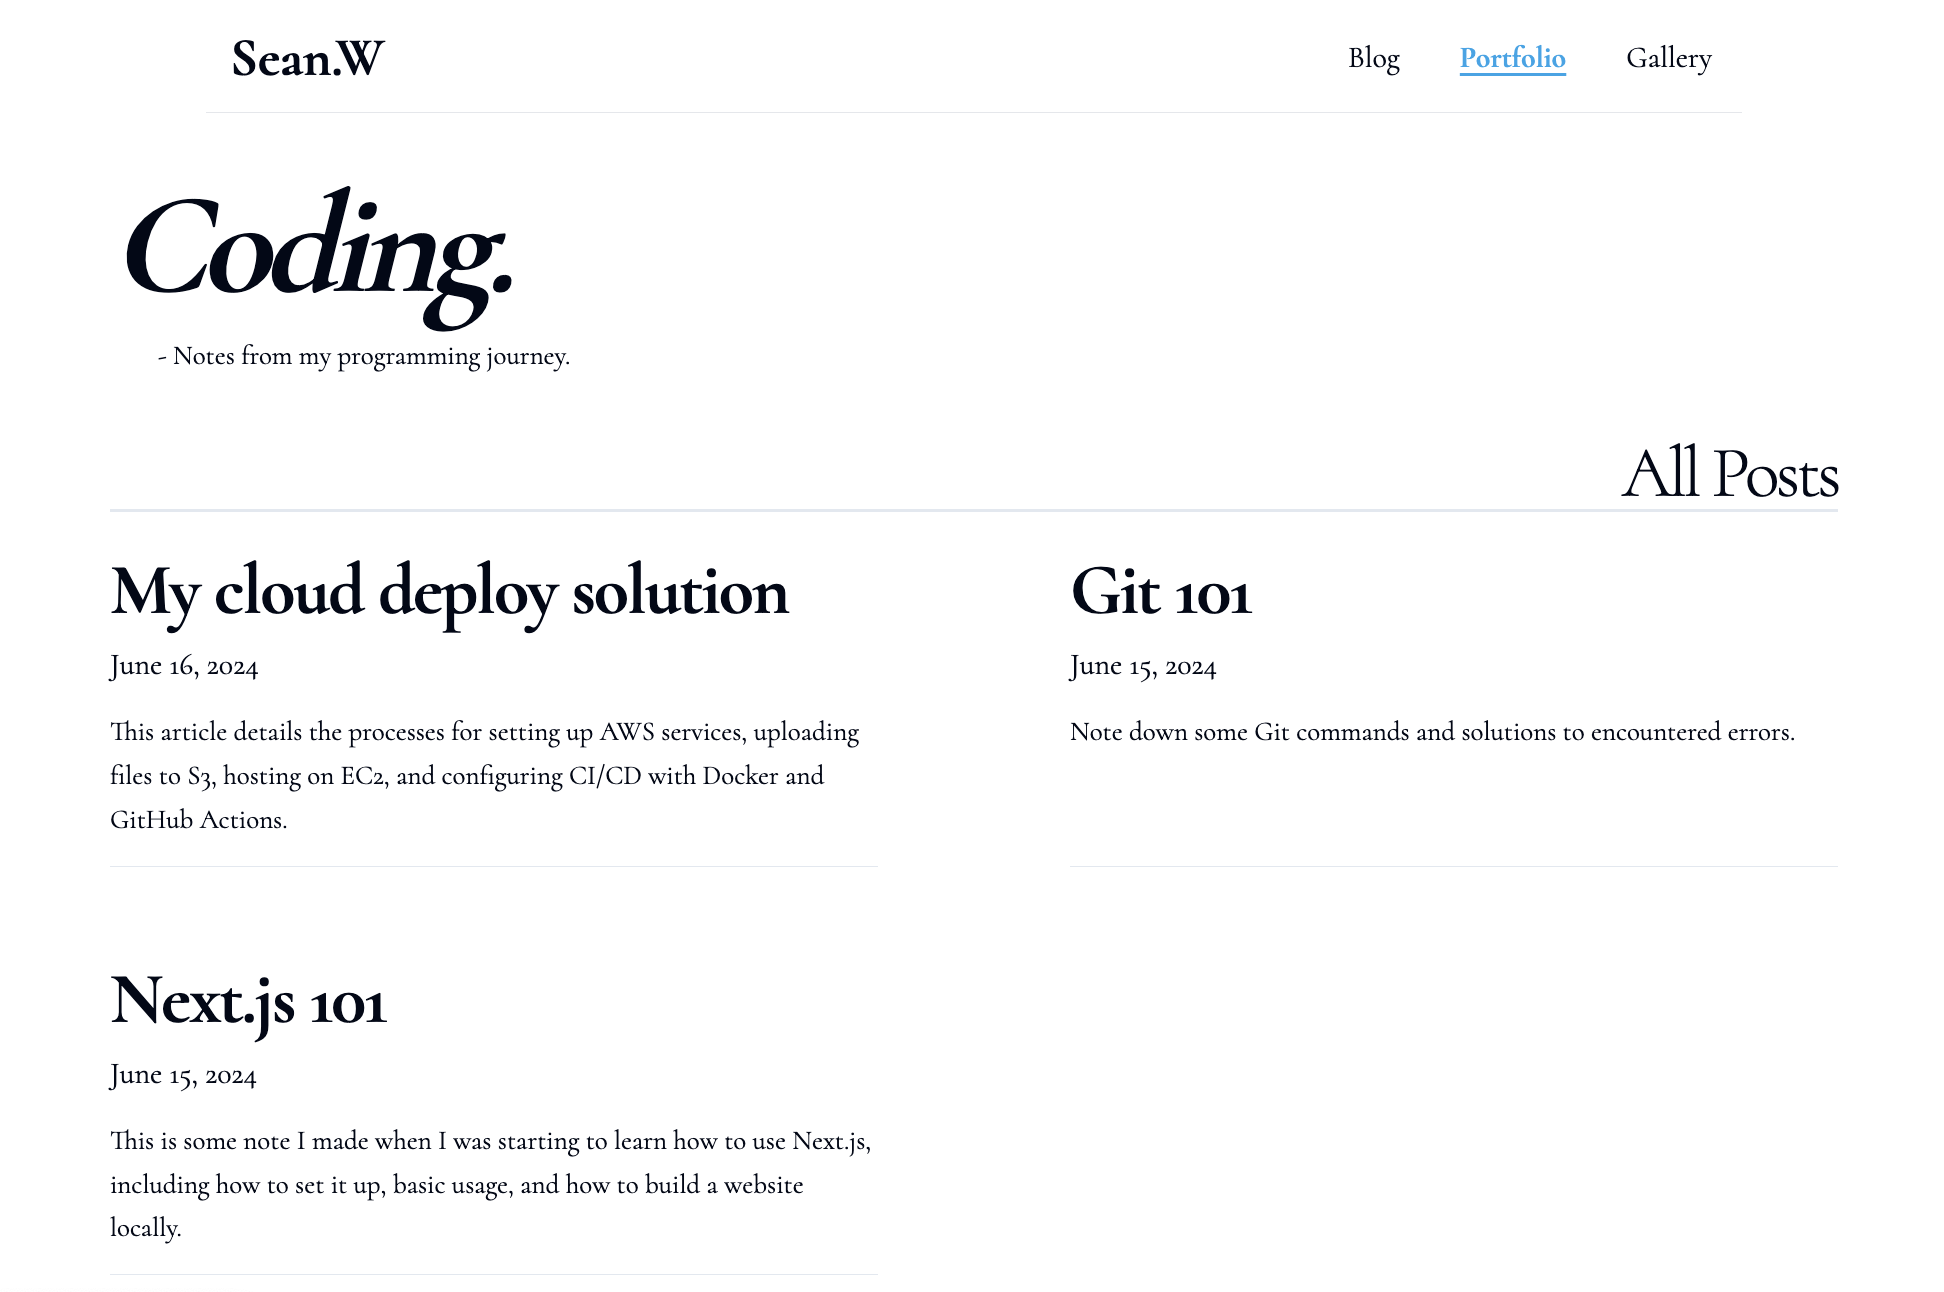 Sean.W
Blog
Portfolio
Gallery
Coding.
- Notes from my programming journey.
All Posts
My cloud deploy solution
June 16, 2024
This article details the processes for setting up AWS services, uploading
files to S3, hosting on EC2, and configuring CI/CD with Docker and
GitHub Actions.
Git 101
June 15, 2024
Note down some Git commands and solutions to encountered errors.
Next.js 101
June 15, 2024
This is some note I made when I was starting to learn how to use Next.js,
including how to set it up, basic usage, and how to build a website
locally.